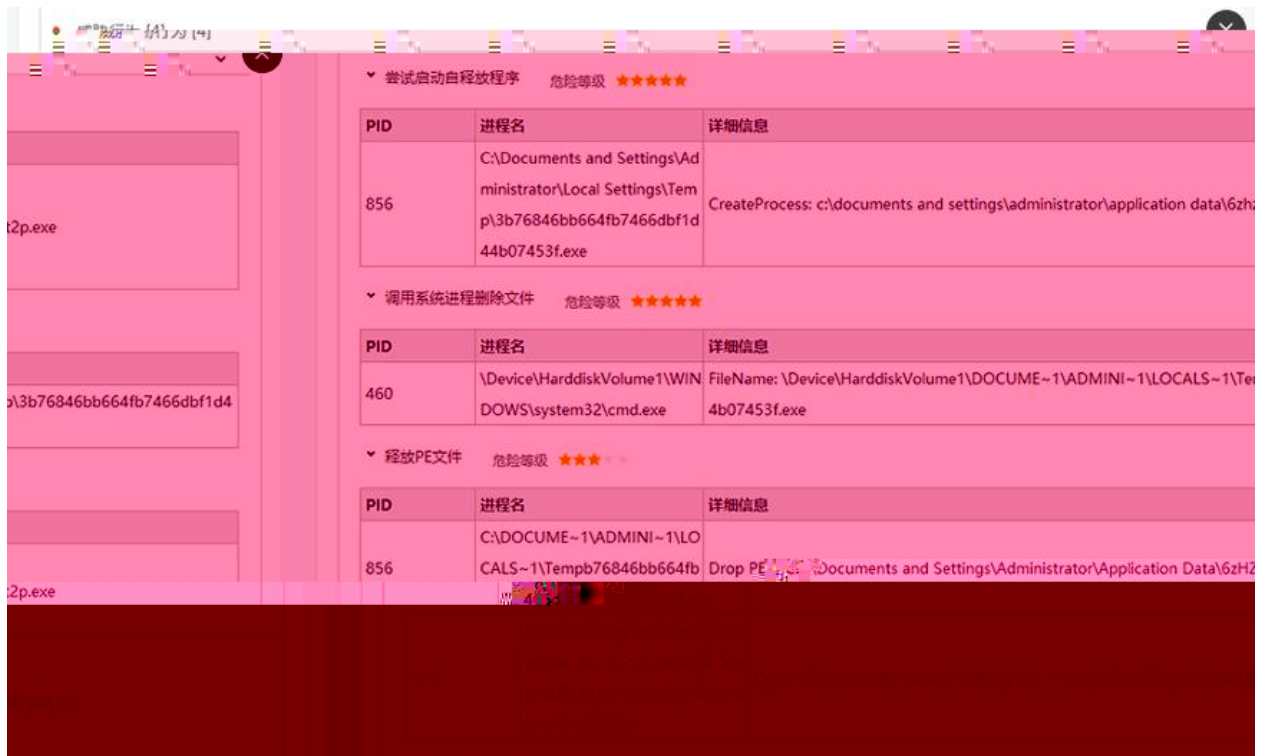 尝试启动自释放程序 危险等级
PID 进程名 详细信息
C:\Documents and Settings\Ad
ministrator\Local Settings\Tem
856 CreateProcess: c:\documents and settings\administrator\application data\6zhz
t2p.exe
p\3b76846bb664fb7466dbf1d
44b07453f.exe
调用系统进程删除文件 危险等级
PID 进程名 详细信息
\Device\HarddiskVolume1\WIN FileName: \Device\HarddiskVolume1\DOCUME~1\ADMINI~1\LOCALS~1\Te
460
p\3b76846bb664fb7466dbf1d4
DOWS\system32\cmd.exe 4b07453f.exe
释放PE文件 危险等级
PID 进程名 详细信息
C:\DOCUME~1\ADMINI~1\LO
856 CALS~1\Tempb76846bb664fb Drop PE Documents and Settings\Administrator\Application Data\6zHZ
t2p.exe